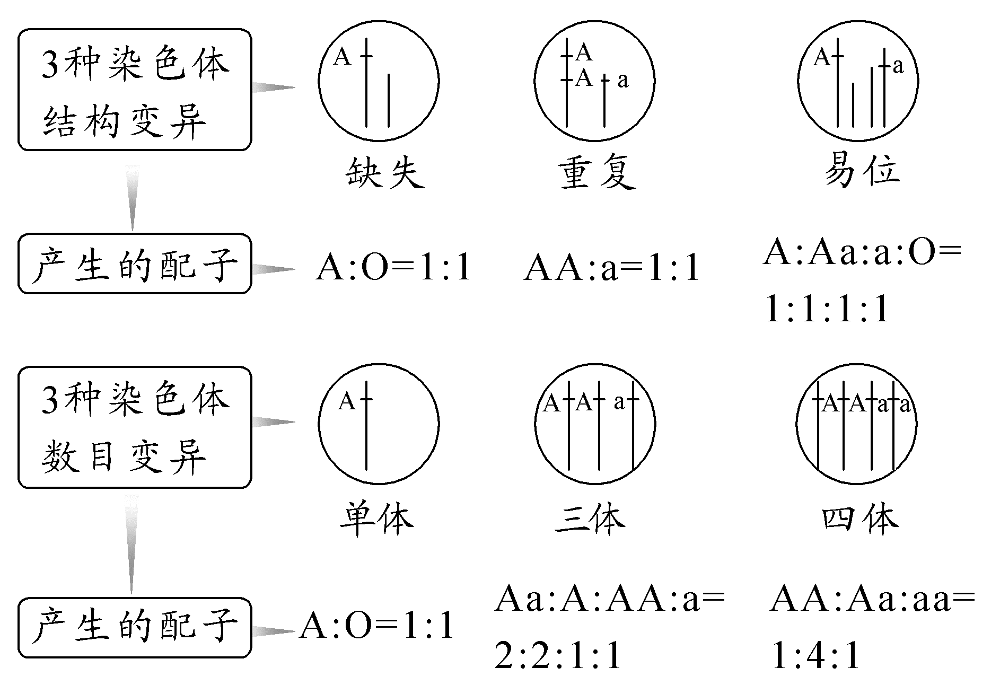 3种染色体
结构变异
A
A
A
a
A
a
缺失
重复
易位
产生的配子
A:O=1:1
AA:a=1:1
A:Aa:a:O=
1:1:1:1
3种染色体
数目变异
A
A
A
a
A
A
a
a
单体
三体
四体
产生的配子
A:O=1:1
Aa:A:AA:a=
2:2:1:1
AA:Aa:aa=
1:4:1